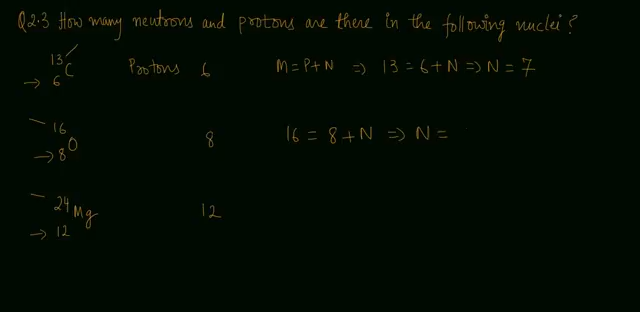 Q2.3 How many neutrons and protons are there in the following nuclei?
13
6 C Protons 6 M = P+N ⇒ 13 = 6 + N ⇒ N = 7
16
8 O 8 16 = 8 + N ⇒ N =
24
12 Mg 12